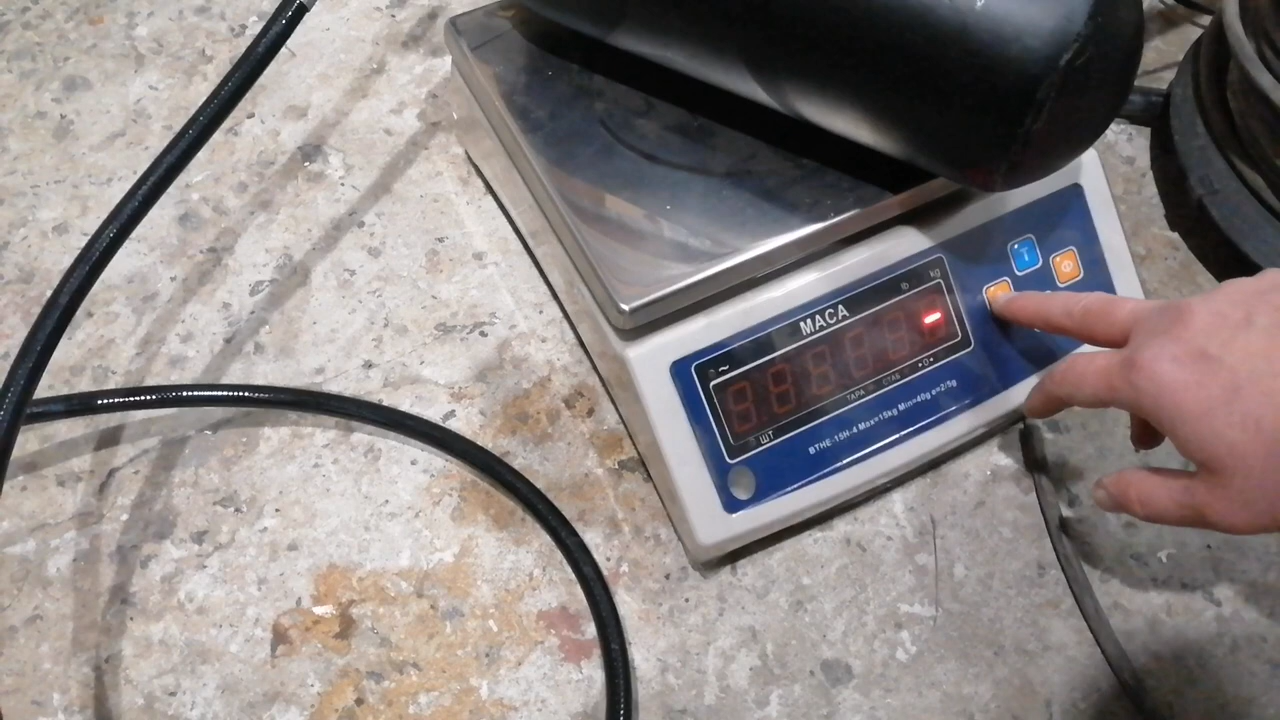 lb kg
МАСА
ТАРА СТАБ ►0◄
ШТ
ВТНЕ-15Н-4 Max=15kg Min=40g e=2/5g
T